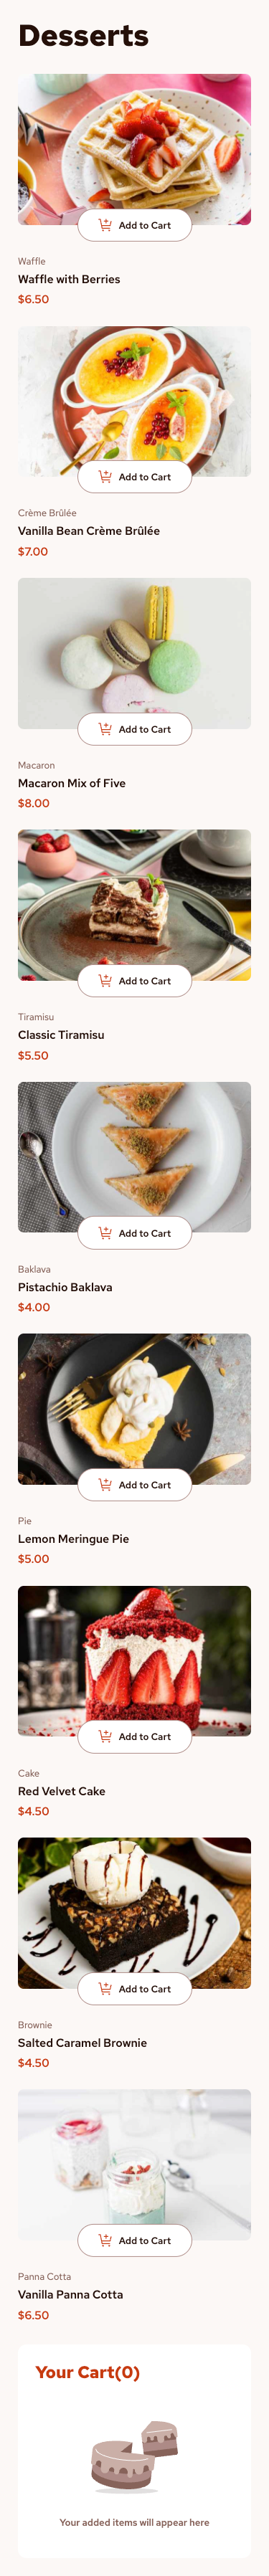 Desserts
Add to Cart
Waffle
Waffle with Berries
$6.50
Add to Cart
Crème Brûlée
Vanilla Bean Crème Brûlée
$7.00
Add to Cart
Macaron
Macaron Mix of Five
$8.00
Add to Cart
Tiramisu
Classic Tiramisu
$5.50
Add to Cart
Baklava
Pistachio Baklava
$4.00
Add to Cart
Pie
Lemon Meringue Pie
$5.00
Add to Cart
Cake
Red Velvet Cake
$4.50
Add to Cart
Brownie
Salted Caramel Brownie
$4.50
Add to Cart
Panna Cotta
Vanilla Panna Cotta
$6.50
Your Cart(0)
Your added items will appear here